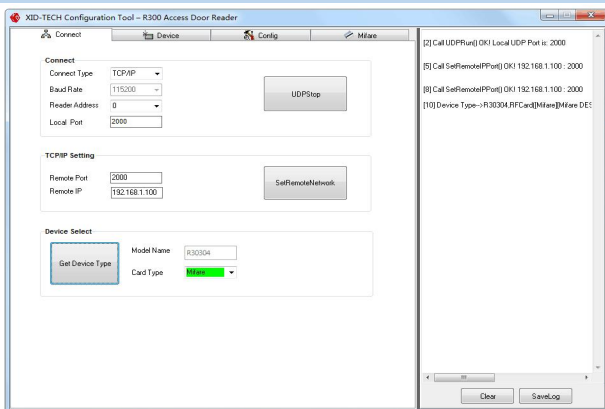 XID-TECH Configuration Tool – R300 Access Door Reader
Connect Device Config Mifare
Connect
Connect Type TCP/IP
Baud Rate 115200
Reader Address 0
Local Port 2000
UDPStop
TCP/IP Setting
Remote Port 2000
Remote IP 192.168.1.100
SetRemoteNetwork
Device Select
Get Device Type
Model Name R30304
Card Type Mifare
[2] Call UDPRun() OK! Local UDP Port is: 2000
[5] Call SetRemoteIPPort() OK! 192.168.1.100 : 2000
[8] Call SetRemoteIPPort() OK! 192.168.1.100 : 2000
[10] Device Type-->R30304,RFCard[Mifare][Mifare DES
Clear SaveLog